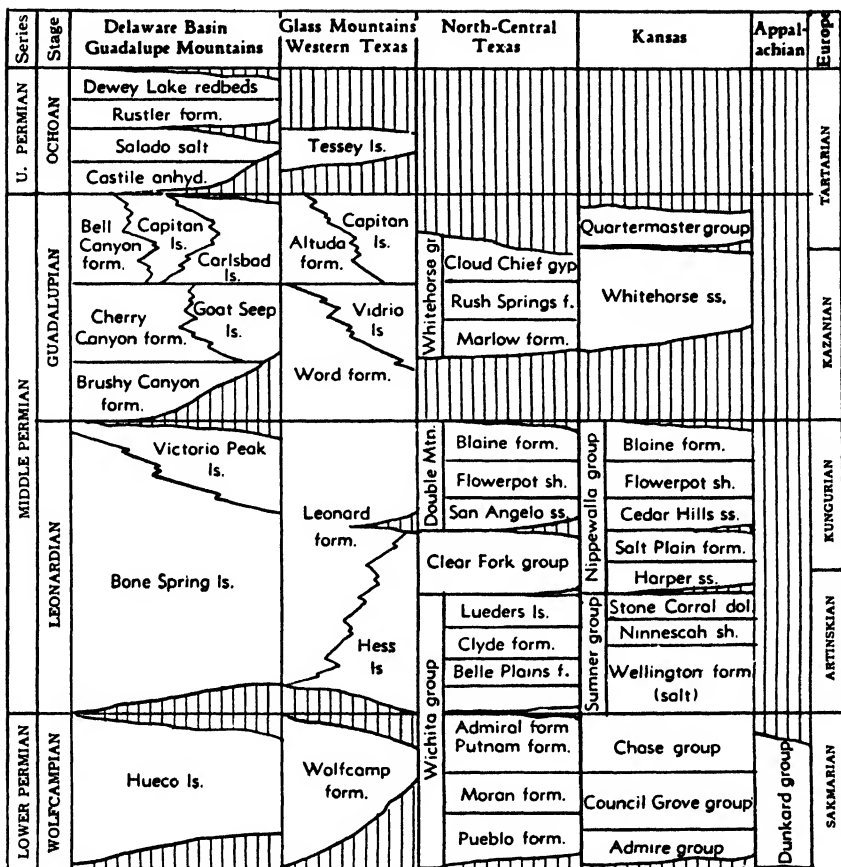 Series
Stage
Delaware Basin
Guadalupe Mountains
Glass Mountains
Western Texas
North-Central
Texas
Kansas
Appal-
achian
Europe
U. PERMIAN
MIDDLE PERMIAN
LOWER PERMIAN
OCHOAN
GUADALUPIAN
LEONARDIAN
WOLFCAMPIAN
Dewey Lake redbeds
Rustler form.
Salado salt
Castile anhyd.
Bell
Canyon
form.
Capitan
ls.
Carlsbad
ls.
Cherry
Canyon form.
Goat Seep
ls.
Brushy Canyon
form.
Victoria Peak
ls.
Bone Spring ls.
Hueco ls.
Tessey ls.
Altuda
form.
Capitan
ls.
Vidrio
ls
Word form.
Leonard
form.
Hess
ls
Wolfcamp
form.
Whitehorse gr
Cloud Chief gyp
Rush Springs f.
Marlow form.
Double Mtn.
Blaine form.
Flowerpot sh.
San Angelo ss.
Clear Fork group
Wichita group
Lueders ls.
Clyde form.
Belle Plains f.
Admiral form
Putnam form.
Moran form.
Pueblo form.
Quartermaster group
Whitehorse ss.
Nippewalla group
Blaine form.
Flowerpot sh.
Cedar Hills ss.
Salt Plain form.
Harper ss.
Sumner group
Stone Corral dol.
Ninnescah sh.
Wellington form
(salt)
Chase group
Council Grove group
Admire group
Dunkard group
TARTARIAN
KAZANIAN
KUNGURIAN
ARTINSKIAN
SAKMARIAN